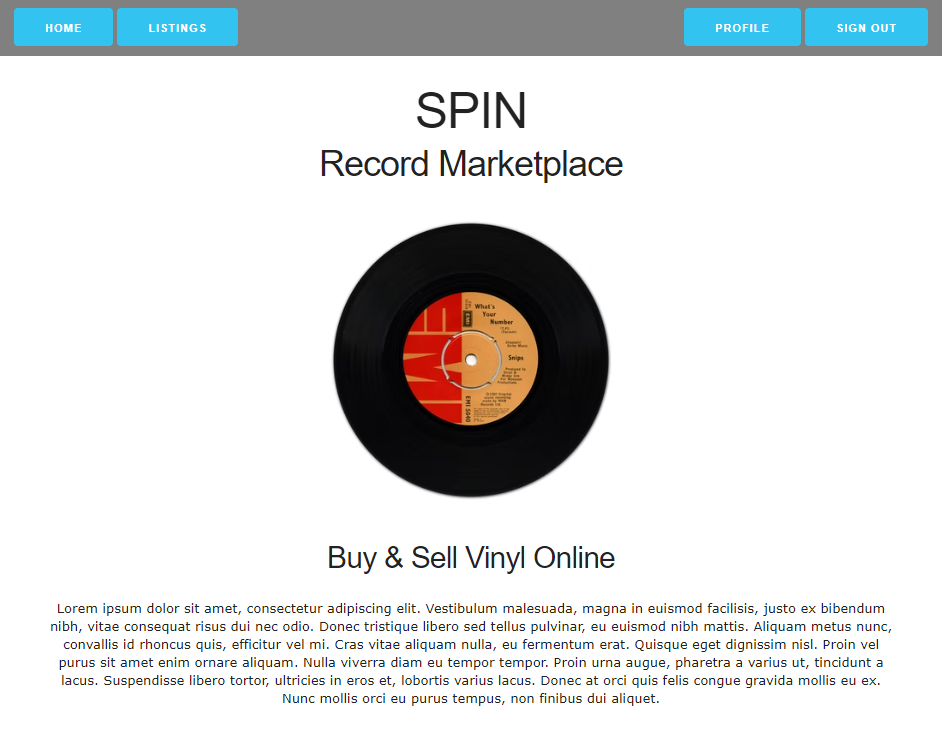 HOME
LISTINGS
PROFILE
SIGN OUT
SPIN
Record Marketplace
What's
Your
Number
EMI
Snips
EMI 5540
Buy & Sell Vinyl Online
Lorem ipsum dolor sit amet, consectetur adipiscing elit. Vestibulum malesuada, magna in euismod facilisis, justo ex bibendum
nibh, vitae consequat risus dui nec odio. Donec tristique libero sed tellus pulvinar, eu euismod nibh mattis. Aliquam metus nunc,
convallis id rhoncus quis, efficitur vel mi. Cras vitae aliquam nulla, eu fermentum erat. Quisque eget dignissim nisl. Proin vel
purus sit amet enim ornare aliquam. Nulla viverra diam eu tempor tempor. Proin urna augue, pharetra a varius ut, tincidunt a
lacus. Suspendisse libero tortor, ultricies in eros et, lobortis varius lacus. Donec at orci quis felis congue gravida mollis eu ex.
Nunc mollis orci eu purus tempus, non finibus dui aliquet.